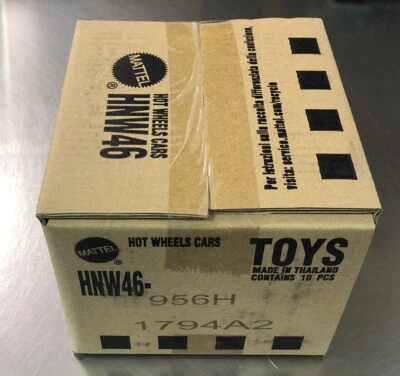 MATTEL
®
HOT WHEELS CARS
HNW46
Per istruzioni sulla raccolta differenziata della confezione,
visita: service.mattel.com/recycle
MATTEL
®
HOT WHEELS CARS
TOYS
MADE IN THAILAND
CONTAINS 10 PCS
HNW46-
956H
1794A2